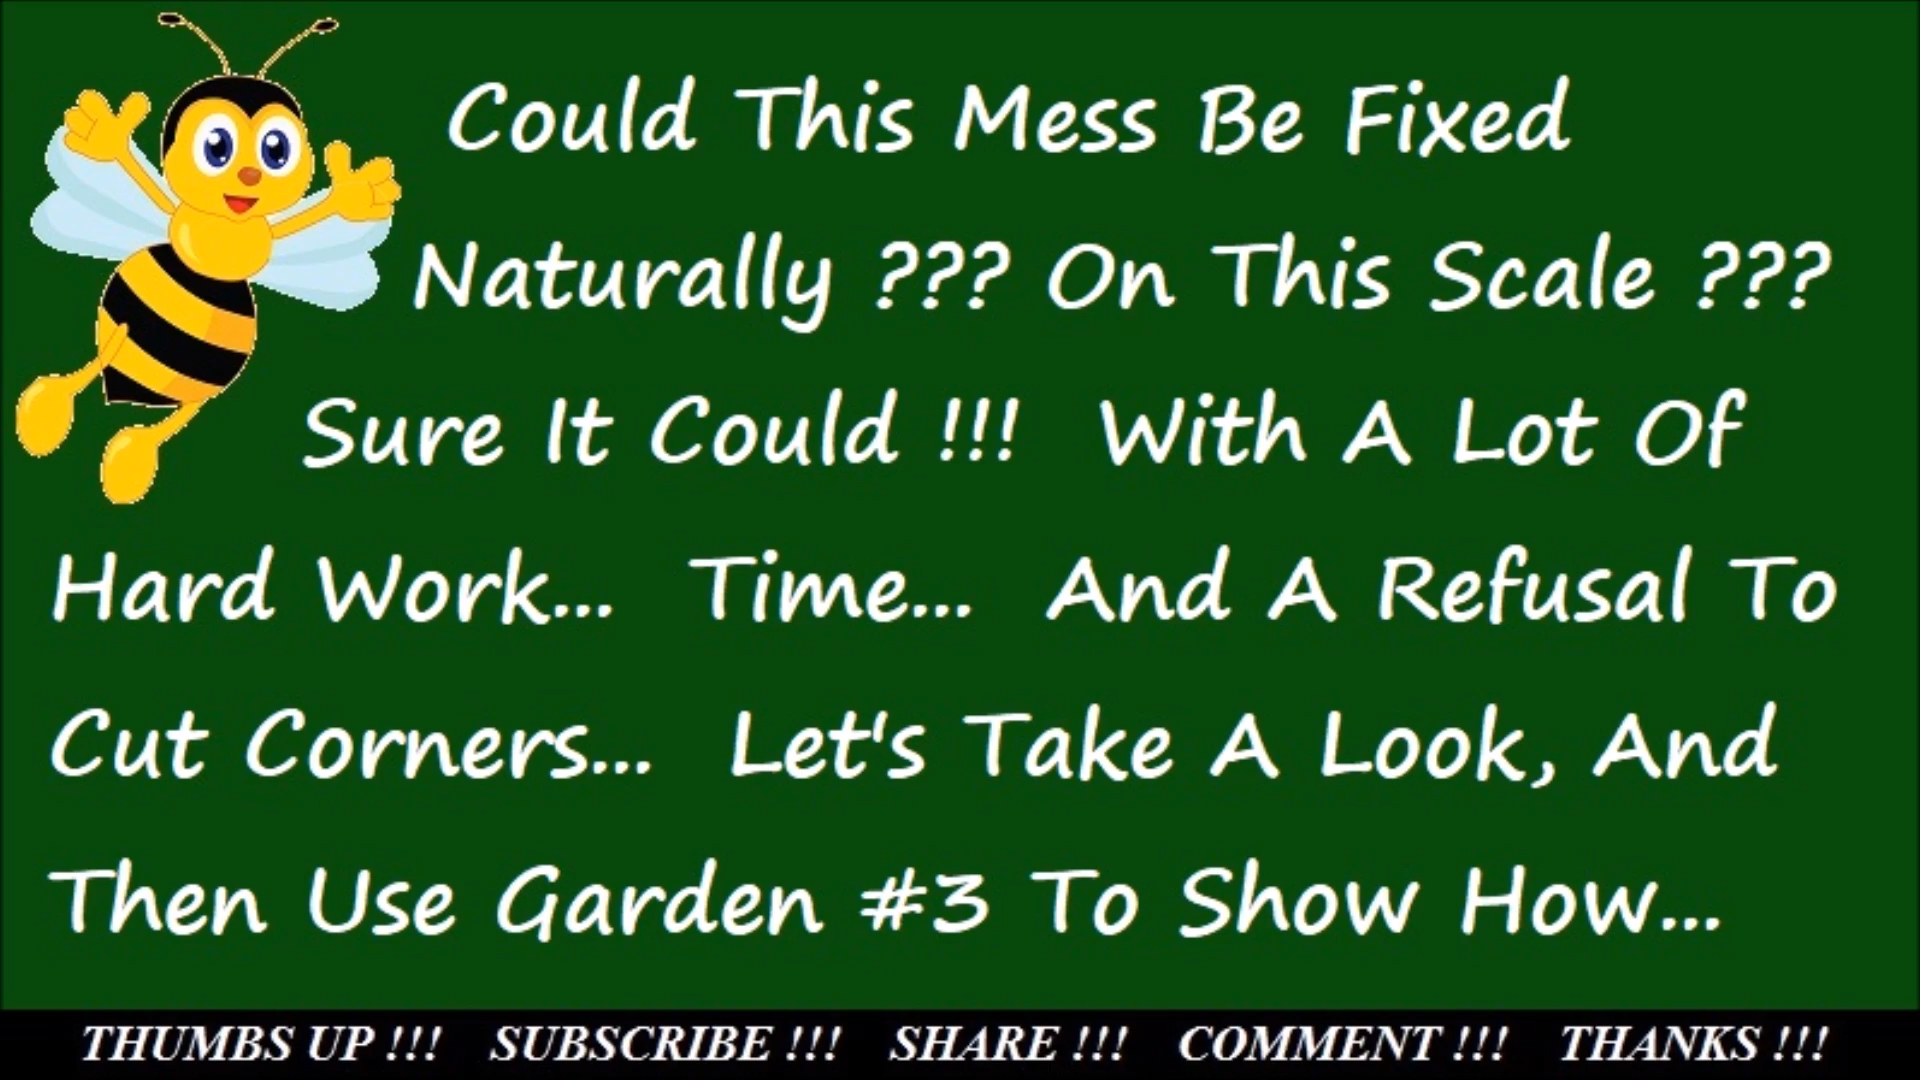 Could This Mess Be Fixed
Naturally ??? On This Scale ???
Sure It Could !!! With A Lot Of
Hard Work... Time... And A Refusal To
Cut Corners... Let's Take A Look, And
Then Use Garden #3 To Show How...
THUMBS UP !!! SUBSCRIBE !!! SHARE !!! COMMENT !!! THANKS !!!